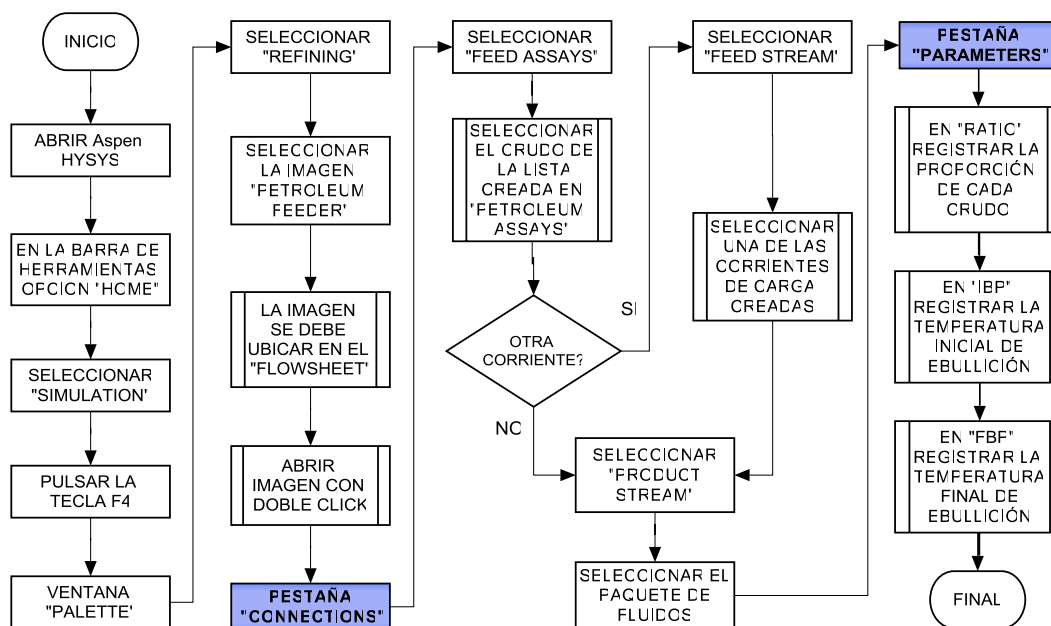 INICIO
ABRIR Aspen
HYSYS
EN LA BARRA DE
HERRAMIENTAS
OPCION "HOME"
SELECCIONAR
"SIMULATION'
PULSAR LA
TECLA F4
VENTANA
"PALETTE'
SELECCIONAR
"REFINING'
SELECCIONAR
LA IMAGEN
"PETROLEUM
FEEDER'
LA IMAGEN
SE DEBE
UBICAR EN EL
"FLOWSHEET'
ABRIR
IMAGEN CON
DOBLE CLICK
PESTAÑA
"CONNECTIONS"
SELECCIONAR
"FEED ASSAYS"
SELECCIONAR
EL CRUDO DE
LA LISTA
CREADA EN
"PETROLEUM
ASSAYS'
OTRA
CORRIENTE?
SI
NO
SELECCIONAR
"FEED STREAM"
SELECCIONAR
UNA DE LAS
CORRIENTES
DE CARGA
CREADAS
SELECCIONAR
"PRODUCT
STREAM'
SELECCIONAR EL
PAQUETE DE
FLUIDOS
PESTAÑA
"PARAMETERS"
EN "RATIO'
REGISTRAR LA
PROPORCIÓN
DE CADA
CRUDO
EN "IBP'
REGISTRAR LA
TEMPERATURA
INICIAL DE
EBULLICIÓN
EN "FBP"
REGISTRAR LA
TEMPERATURA
FINAL DE
EBULLICIÓN
FINAL